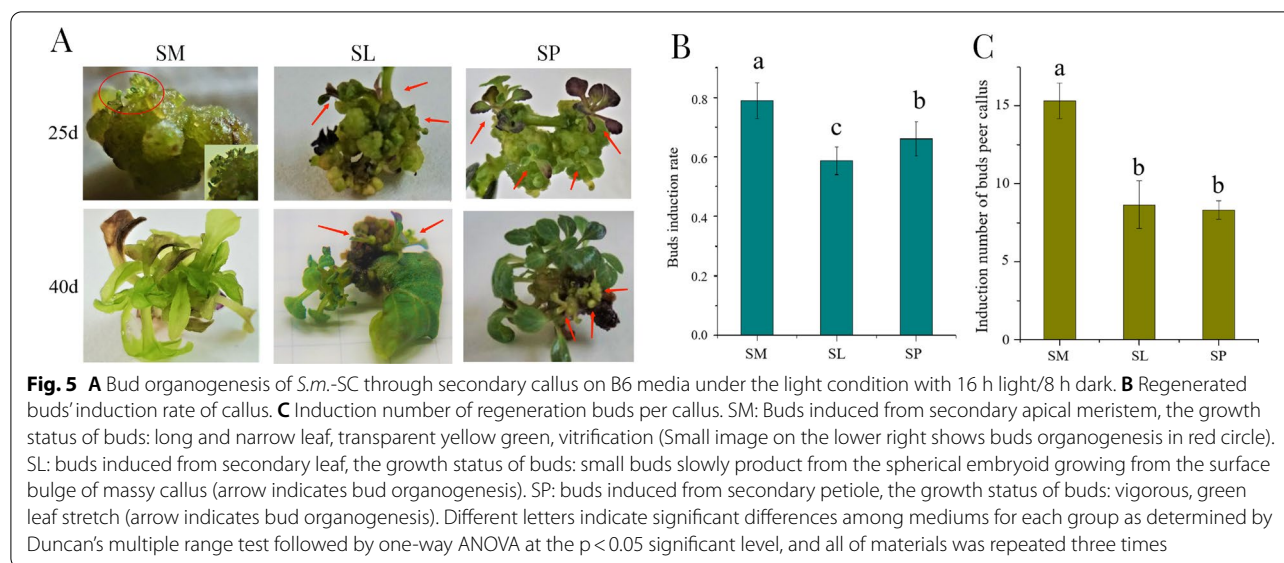 A
SM SL SP
25d
40d
B
a
c
b
0.8
0.6
0.4
0.2
0.0
Buds induction rate
SM SL SP
C
a
b
b
15
10
5
0
Induction number of buds peer callus
SM SL SP
Fig. 5 A Bud organogenesis of S.m.-SC through secondary callus on B6 media under the light condition with 16 h light/8 h dark. B Regenerated
buds' induction rate of callus. C Induction number of regeneration buds per callus. SM: Buds induced from secondary apical meristem, the growth
status of buds: long and narrow leaf, transparent yellow green, vitrification (Small image on the lower right shows buds organogenesis in red circle).
SL: buds induced from secondary leaf, the growth status of buds: small buds slowly product from the spherical embryoid growing from the surface
bulge of massy callus (arrow indicates bud organogenesis). SP: buds induced from secondary petiole, the growth status of buds: vigorous, green
leaf stretch (arrow indicates bud organogenesis). Different letters indicate significant differences among mediums for each group as determined by
Duncan's multiple range test followed by one-way ANOVA at the p < 0.05 significant level, and all of materials was repeated three times